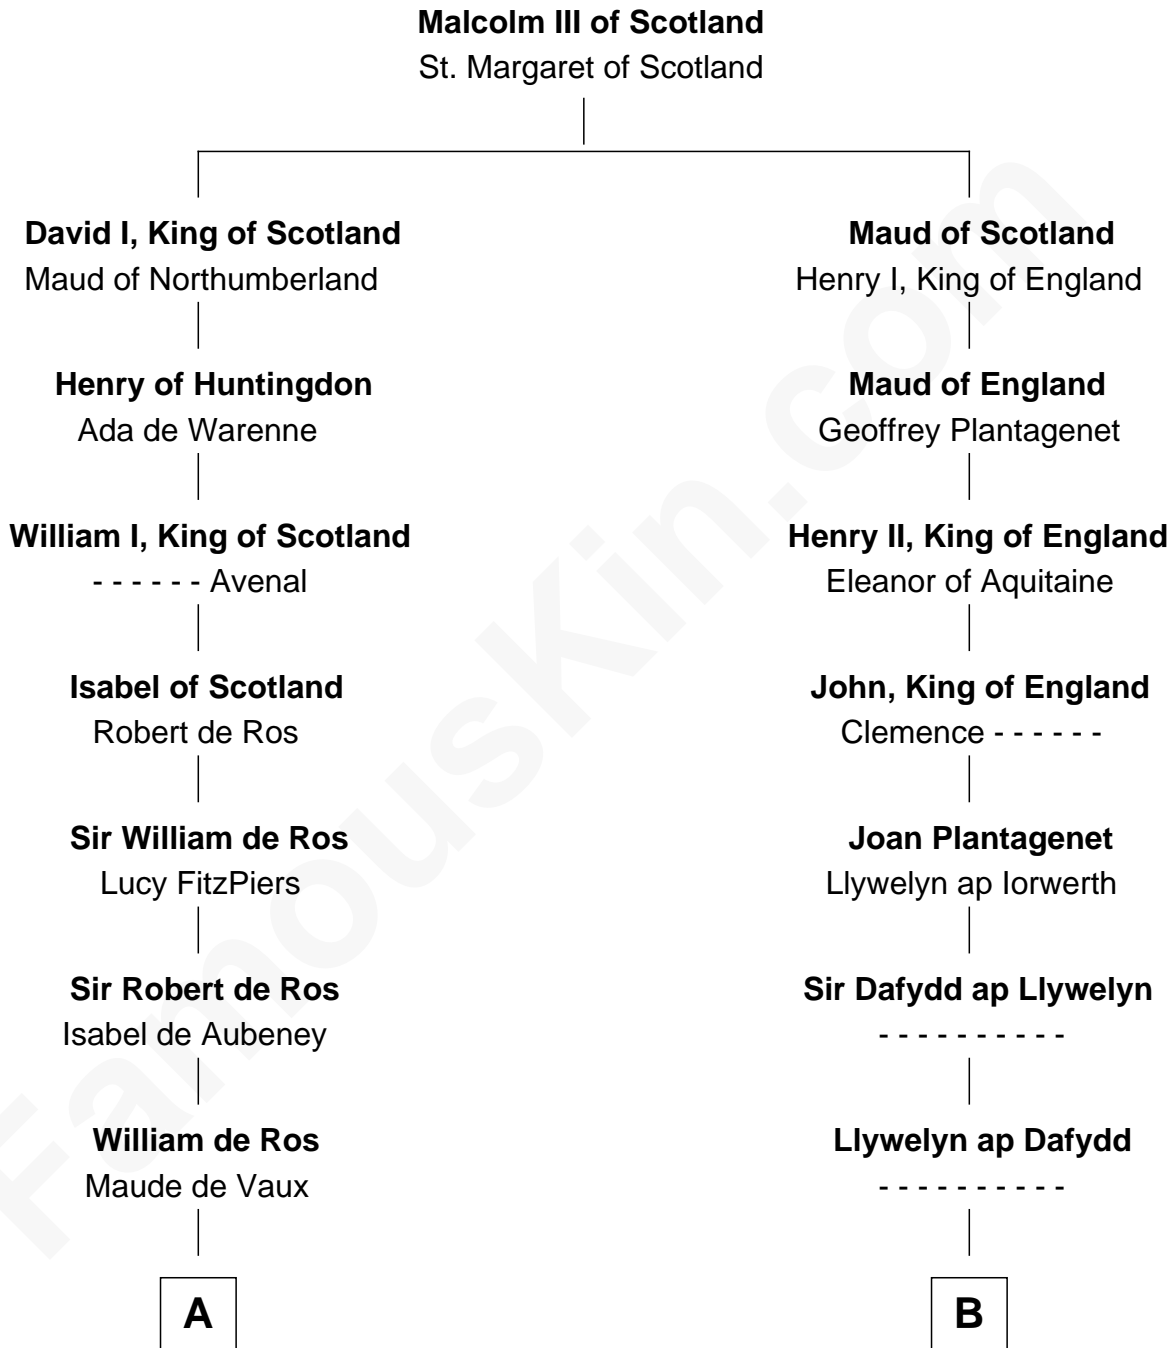 Malcolm III of Scotland
St. Margaret of Scotland
David I, King of Scotland
Maud of Northumberland
Henry of Huntingdon
Ada de Warenne
William I, King of Scotland
- - - - - - Avenal
Isabel of Scotland
Robert de Ros
Sir William de Ros
Lucy FitzPiers
Sir Robert de Ros
Isabel de Aubeney
William de Ros
Maude de Vaux
A
Maud of Scotland
Henry I, King of England
Maud of England
Geoffrey Plantagenet
Henry II, King of England
Eleanor of Aquitaine
John, King of England
Clemence - - - - - -
Joan Plantagenet
Llywelyn ap Iorwerth
Sir Dafydd ap Llywelyn
- - - - - - - - - -
Llywelyn ap Dafydd
- - - - - - - - - -
B
FamousKin.com